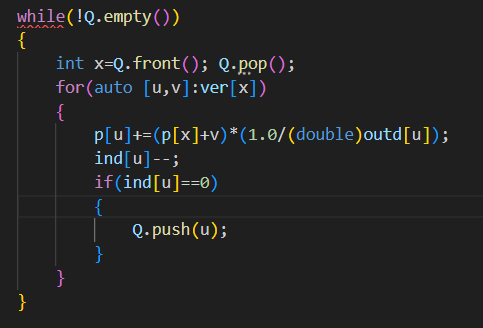 while(!Q.empty())
{
    int x=Q.front(); Q.pop();
    for(auto [u,v]:ver[x])
    {
        p[u]+=(p[x]+v)*(1.0/(double)outd[u]);
        ind[u]--;
        if(ind[u]==0)
        {
            Q.push(u);
        }
    }
}